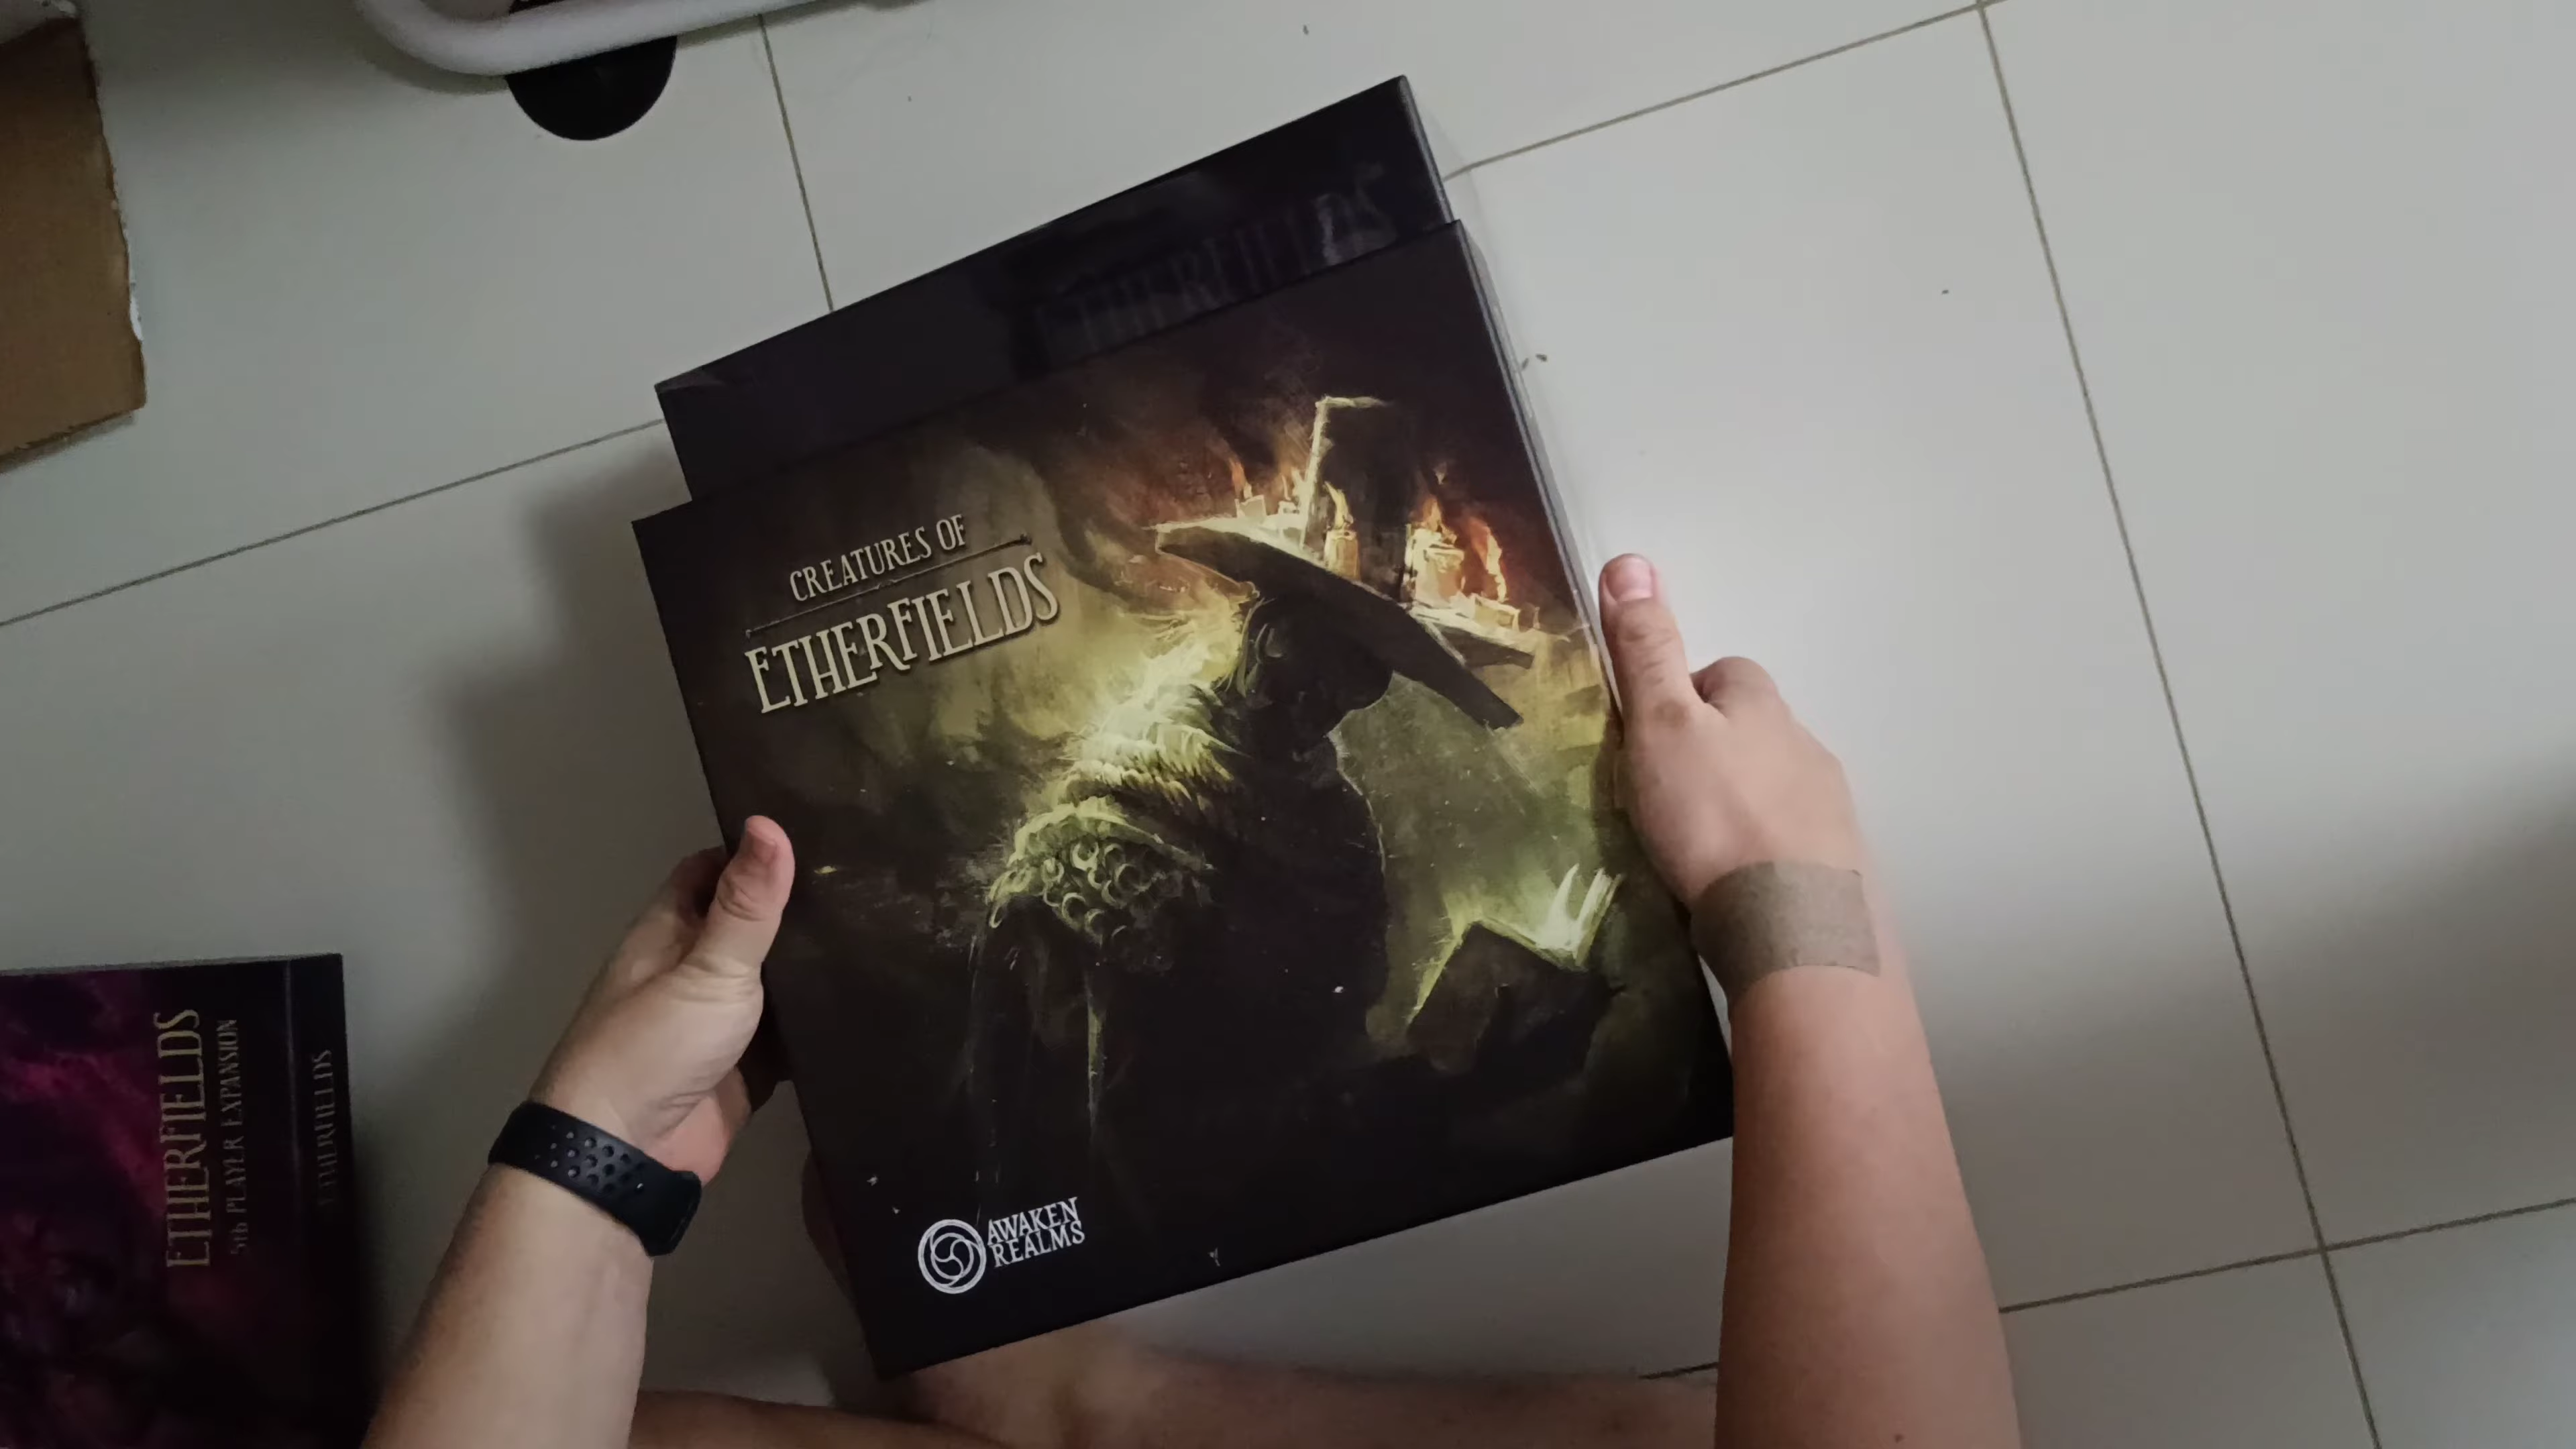 ETHERFIELDS
CREATURES OF
ETHERFIELDS
AWAKEN
REALMS
ETHERFIELDS
5th PLAYER EXPANSION
ETHERFIELDS